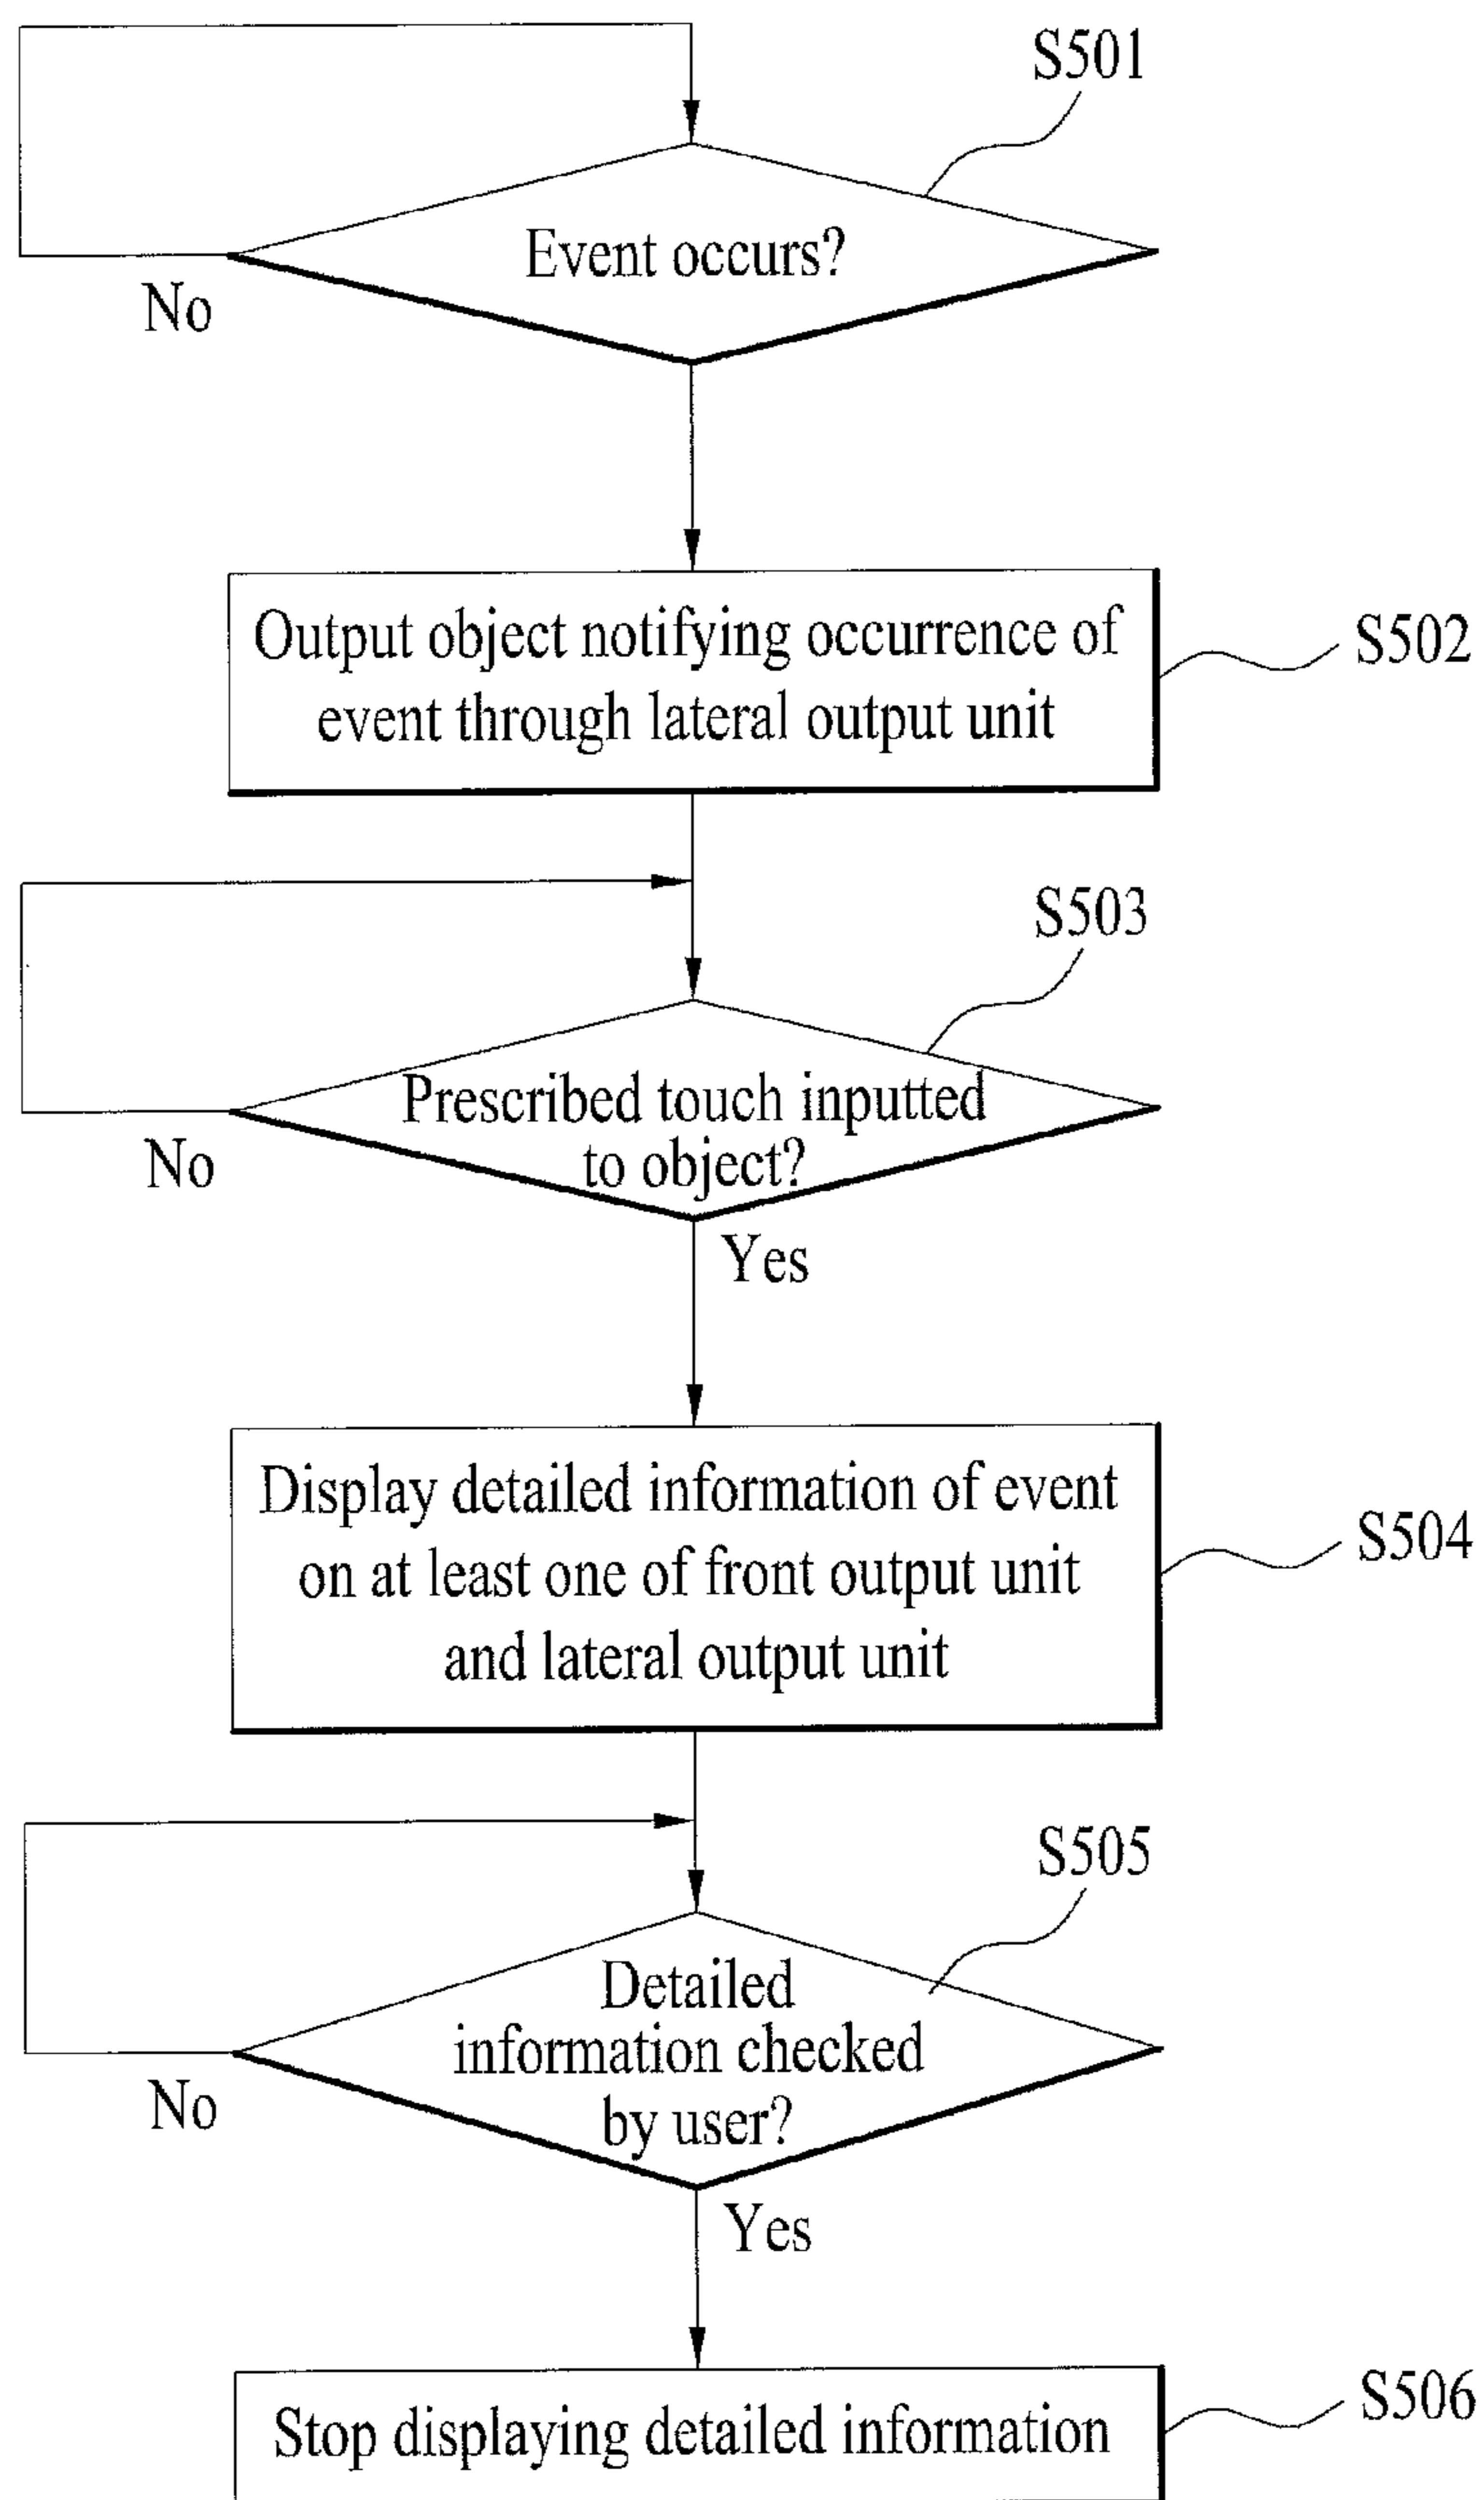 S501
Event occurs?
No
Output object notifying occurrence of
event through lateral output unit
S502
S503
Prescribed touch inputted
to object?
No
Yes
Display detailed information of event
on at least one of front output unit
and lateral output unit
S504
S505
Detailed
information checked
by user?
No
Yes
Stop displaying detailed information
S506